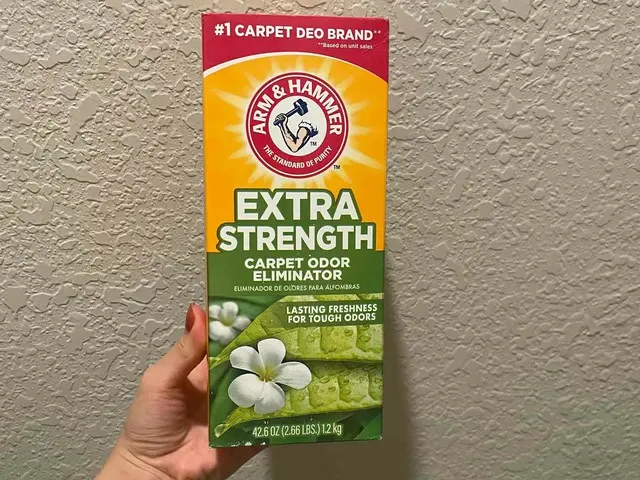 #1 CARPET DEO BRAND**
**Based on unit sales
ARM & HAMMER
TM
THE STANDARD OF PURITY
TM
EXTRA
STRENGTH
CARPET ODOR
ELIMINATOR
ELIMINADOR DE OLORES PARA ALFOMBRAS
LASTING FRESHNESS
FOR TOUGH ODORS
42.6 OZ (2.66 LBS.) 1.2 kg